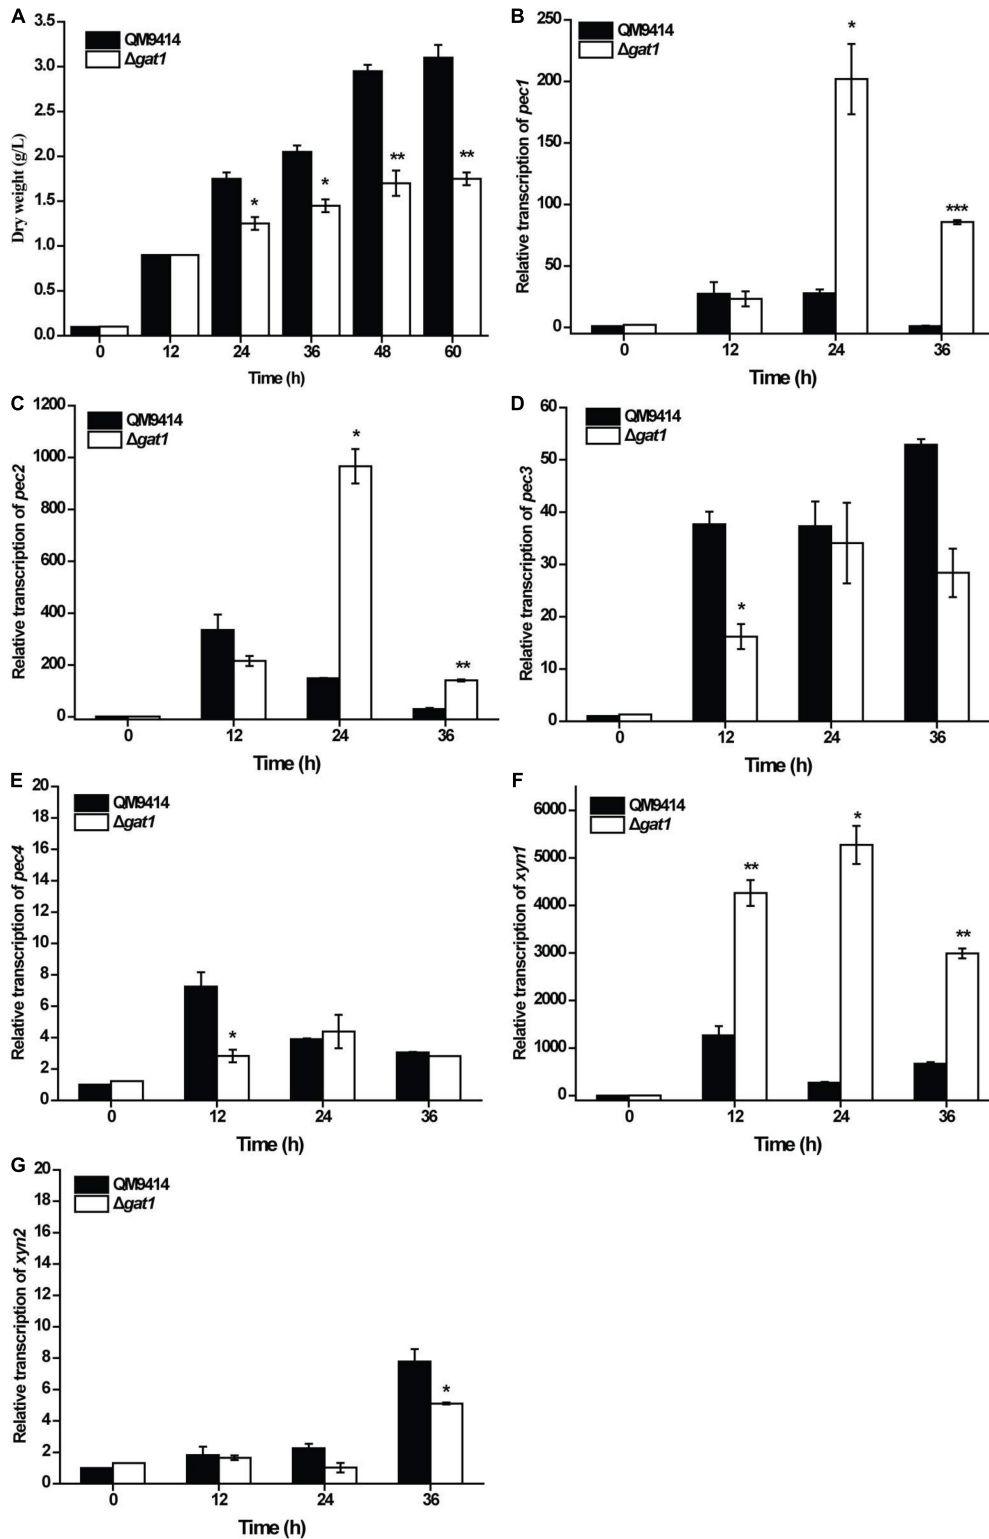 A
3.5
3.0
2.5
2.0
1.5
1.0
0.5
0.0
Dry weight (g/L)
QM9414
Δgat1
*
*
**
**
0 12 24 36 48 60
Time (h)
B
250
200
150
100
50
0
Relative transcription of pec1
QM9414
Δgat1
*
***
0 12 24 36
Time (h)
C
1200
1000
800
600
400
200
0
Relative transcription of pec2
QM9414
Δgat1
*
**
0 12 24 36
Time (h)
D
60
50
40
30
20
10
0
Relative transcription of pec3
QM9414
Δgat1
*
0 12 24 36
Time (h)
E
20
18
16
14
12
10
8
6
4
2
0
Relative transcription of pec4
QM9414
Δgat1
*
0 12 24 36
Time (h)
F
6000
5000
4000
3000
2000
1000
0
Relative transcription of xyn1
QM9414
Δgat1
**
*
**
0 12 24 36
Time (h)
G
20
18
16
14
12
10
8
6
4
2
0
Relative transcription of xyn2
QM9414
Δgat1
*
0 12 24 36
Time (h)